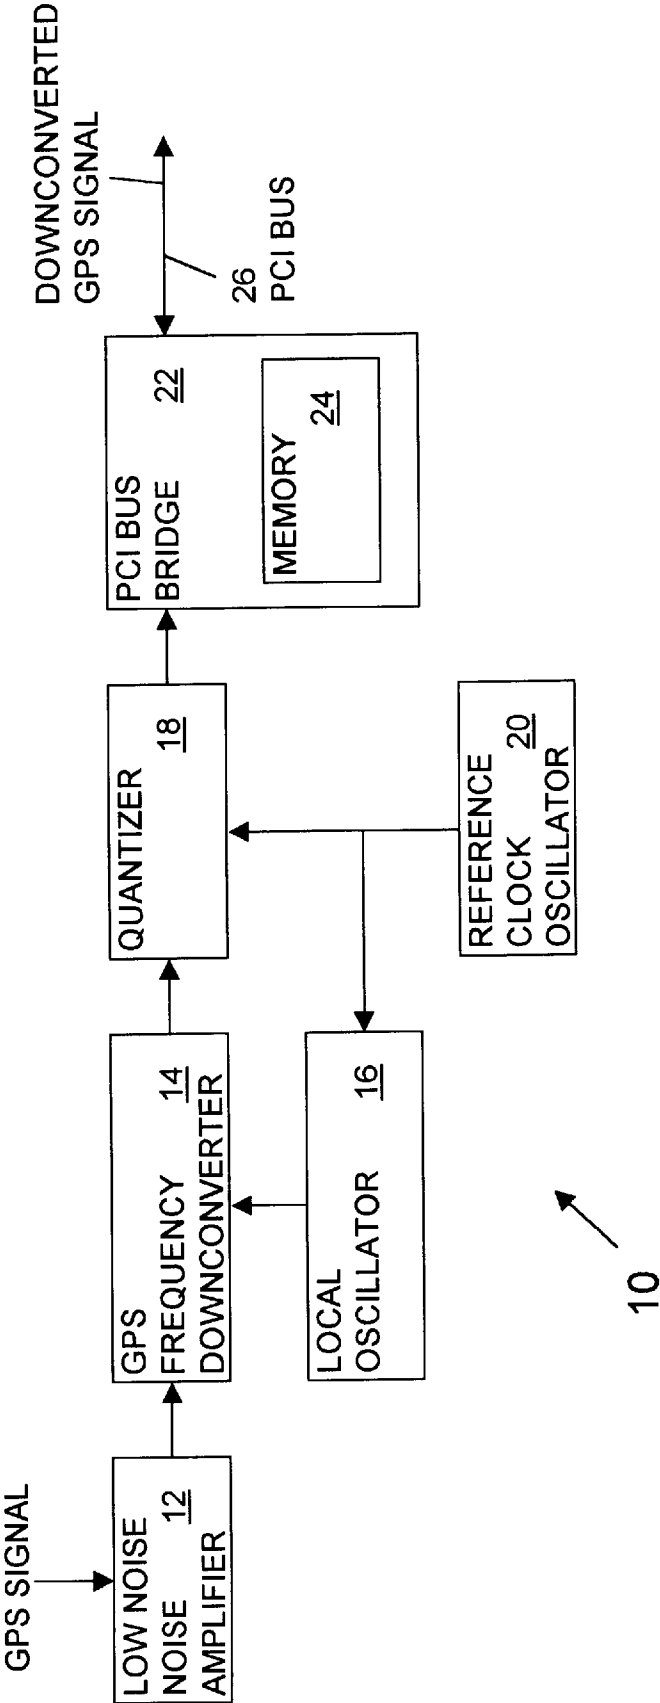 GPS SIGNAL
LOW NOISE
NOISE 12
AMPLIFIER
GPS
FREQUENCY 14
DOWNCONVERTER
LOCAL
OSCILLATOR 16
QUANTIZER
18
REFERENCE
CLOCK 20
OSCILLATOR
PCI BUS
BRIDGE 22
MEMORY
24
DOWNCONVERTED
GPS SIGNAL
26
PCI BUS
10